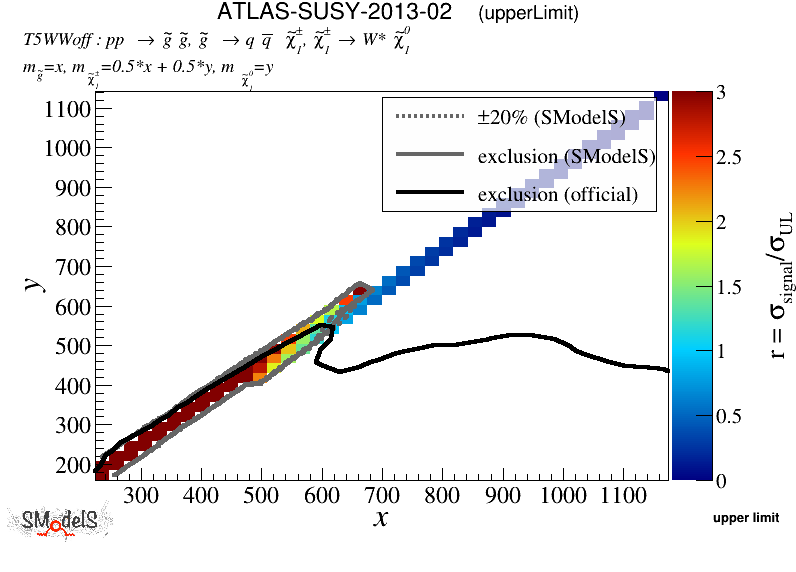 ATLAS-SUSY-2013-02 (upperLimit)
T5WWoff : pp → g̃ g̃, g̃ → q q̅ χ̃₁±, χ̃₁± → W* χ̃₁⁰
m_g̃=x, m_χ̃₁±=0.5*x + 0.5*y, m_χ̃₁⁰=y
±20% (SModelS)
exclusion (SModelS)
exclusion (official)
1100
1000
900
800
700
600
500
400
300
200
y
300 400 500 600 700 800 900 1000 1100
x
3
2.5
2
1.5
1
0.5
0
r = σ_signal/σ_UL
SModelS
upper limit